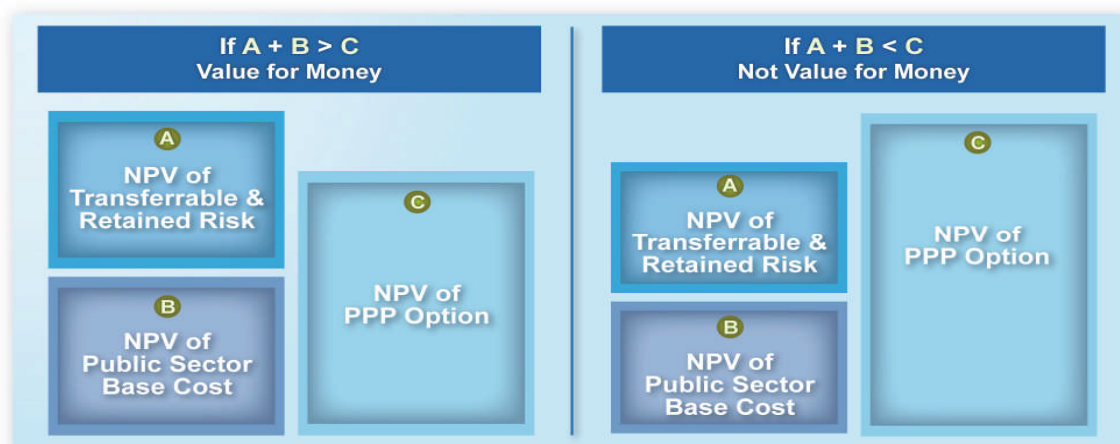 If A + B > C
Value for Money
A
NPV of
Transferrable &
Retained Risk
B
NPV of
Public Sector
Base Cost
C
NPV of
PPP Option
If A + B < C
Not Value for Money
A
NPV of
Transferrable &
Retained Risk
B
NPV of
Public Sector
Base Cost
C
NPV of
PPP Option